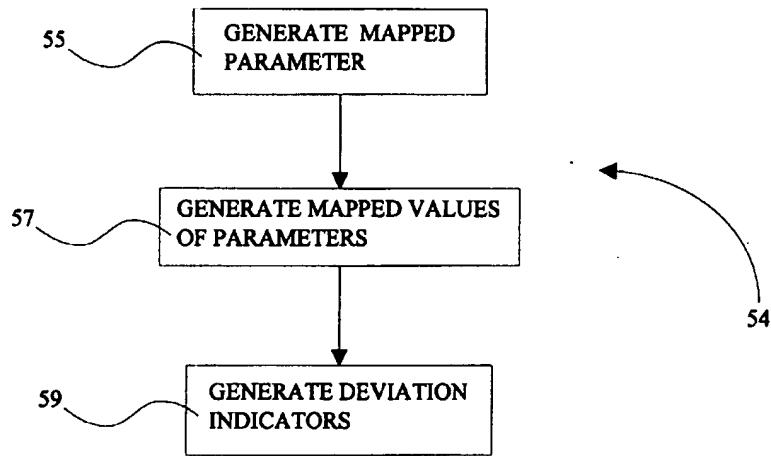 55
GENERATE MAPPED
PARAMETER
57
GENERATE MAPPED VALUES
OF PARAMETERS
54
59
GENERATE DEVIATION
INDICATORS